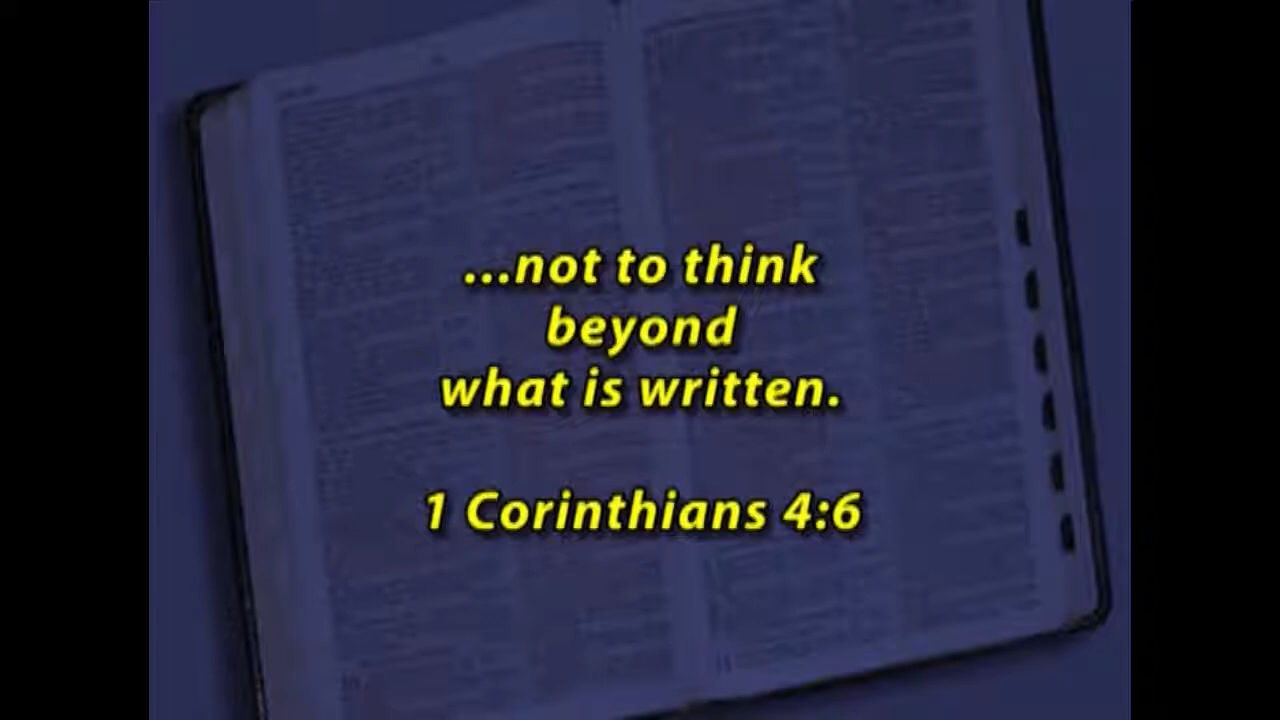 ...not to think
beyond
what is written.
1 Corinthians 4:6